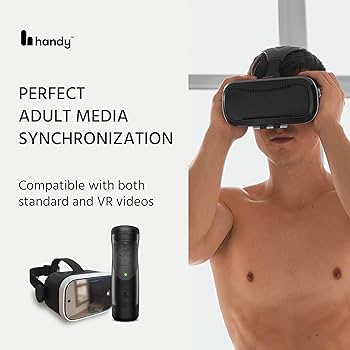 handy™
PERFECT
ADULT MEDIA
SYNCHRONIZATION
Compatible with both
standard and VR videos